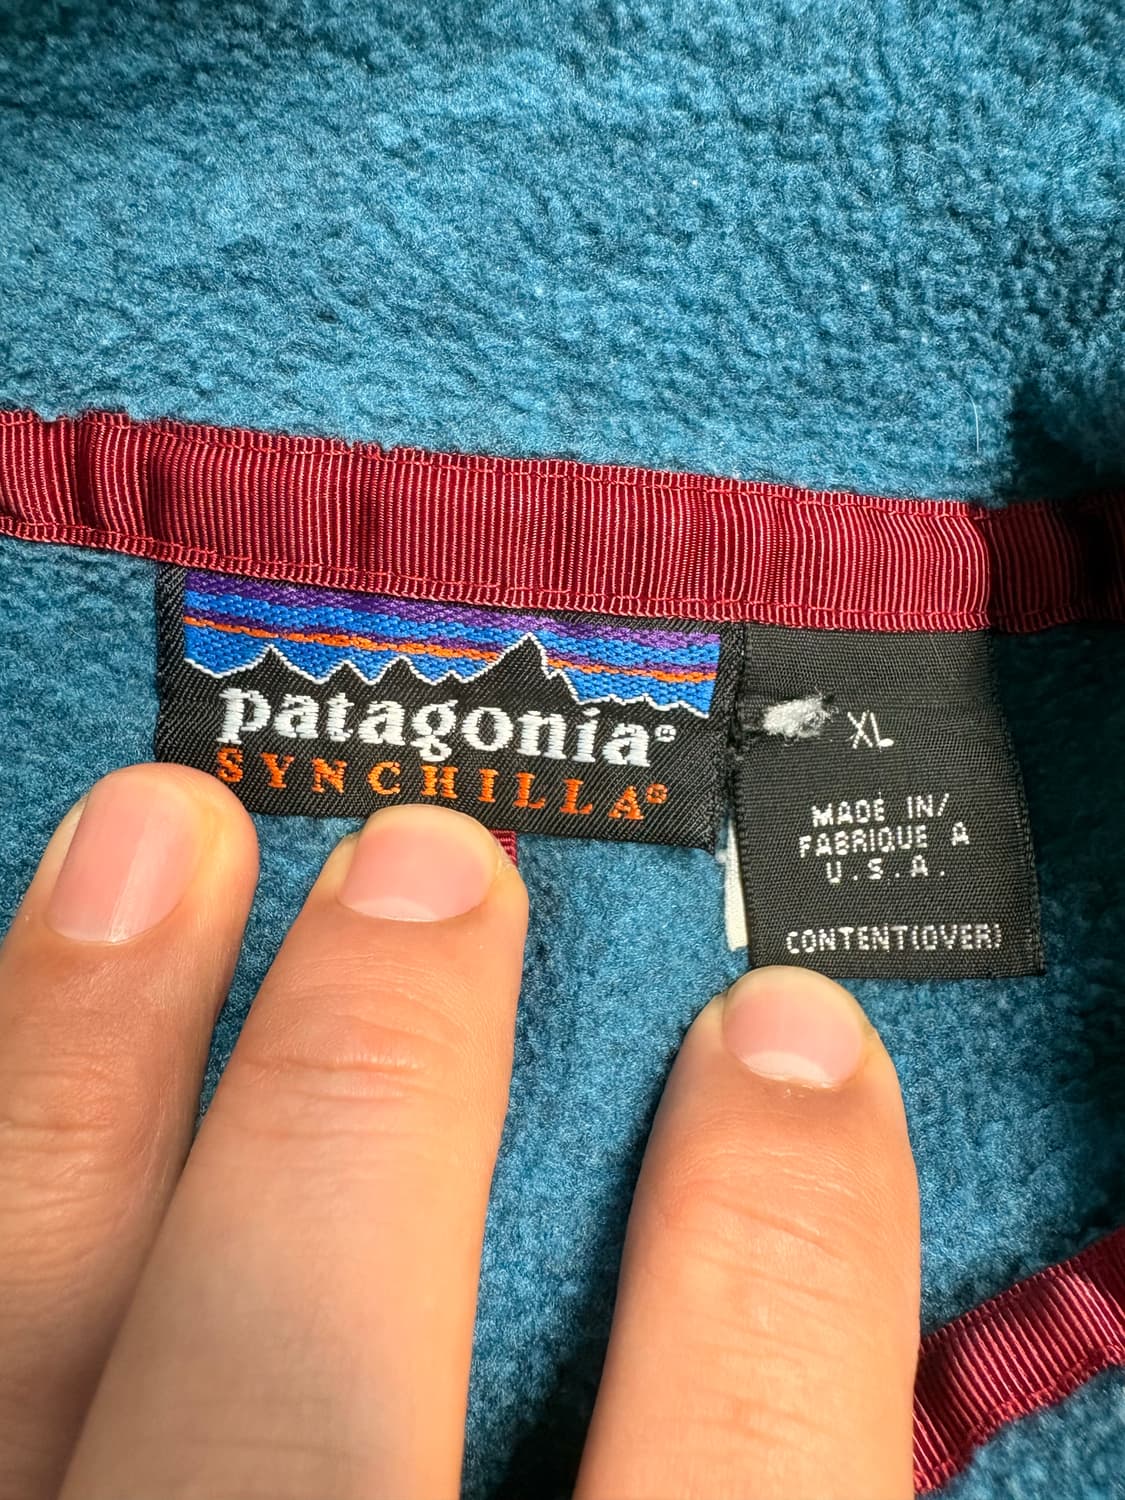 patagonia®
SYNCHILLA®
XL
MADE IN/
FABRIQUE A
U.S.A.
CONTENT(OVER)